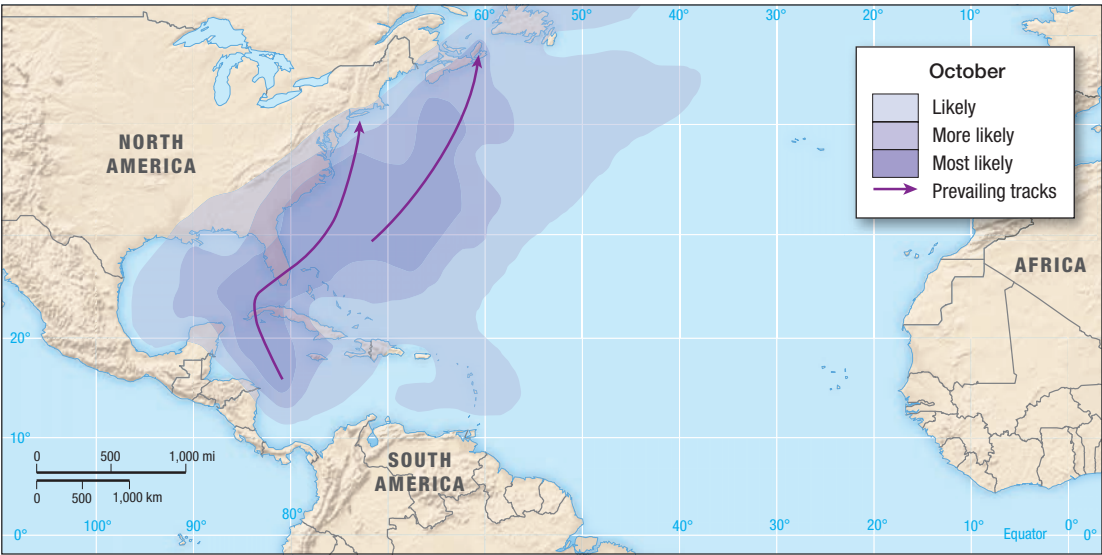 60°
50°
40°
30°
20°
10°
October
Likely
More likely
Most likely
Prevailing tracks
NORTH
AMERICA
AFRICA
20°
10°
0 500 1,000 mi
0 500 1,000 km
SOUTH
AMERICA
100°
90°
80°
40°
30°
20°
10°
0°
0°
Equator
0°